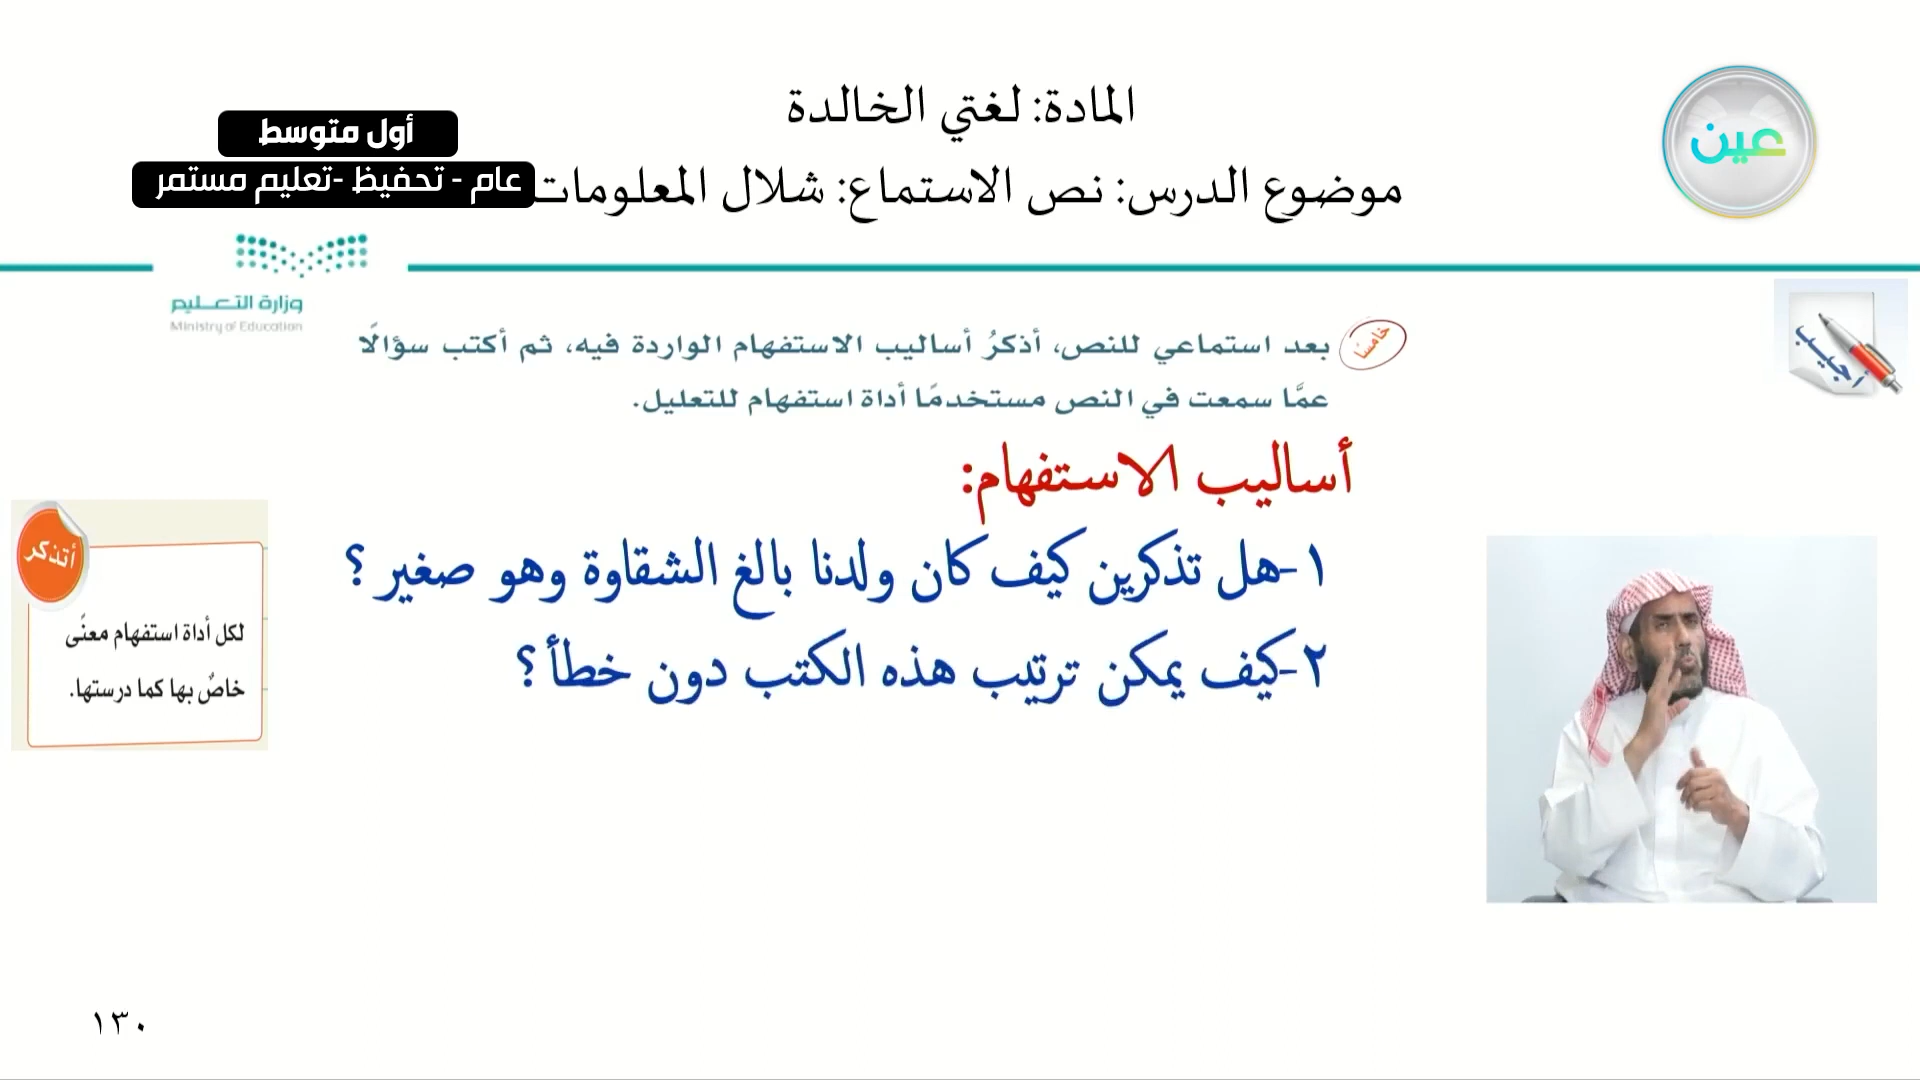 المادة: لغتي الخالدة
موضوع الدرس: نص الاستماع: شلال المعلومات
أول متوسط
عام - تحفيظ -تعليم مستمر
عين
وزارة التعليم
Ministry of Education
أجيب
خامسًا
بعد استماعي للنص، أذكرُ أساليب الاستفهام الواردة فيه، ثم أكتب سؤالًا
عمَّا سمعت في النص مستخدمًا أداة استفهام للتعليل.
أساليب الاستفهام:
١-هل تذكرين كيف كان ولدنا بالغ الشقاوة وهو صغير؟
٢-كيف يمكن ترتيب هذه الكتب دون خطأ؟
أتذكر
لكل أداة استفهام معنًى
خاصٌ بها كما درستها.
١٣٠